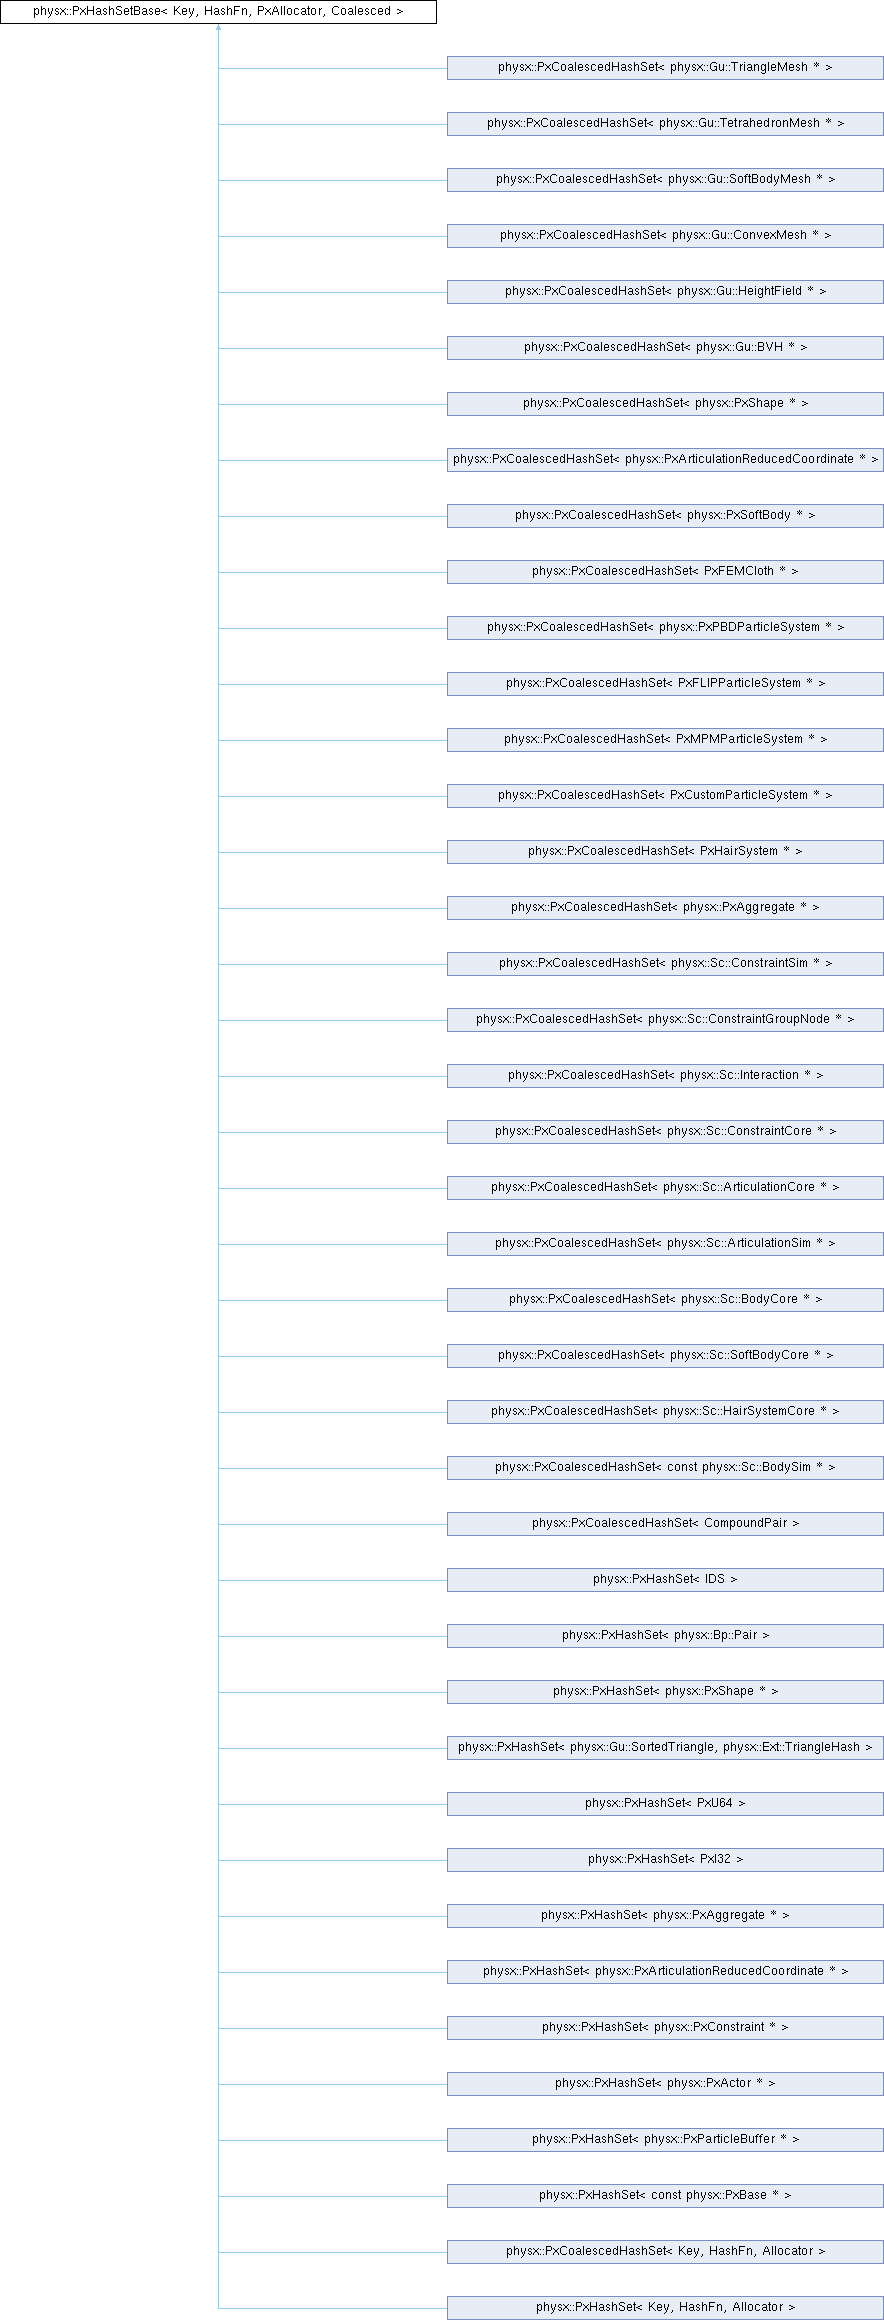 physx::PxHashSetBase< Key, HashFn, PxAllocator, Coalesced >
physx::PxCoalescedHashSet< physx::Gu::TriangleMesh * >
physx::PxCoalescedHashSet< physx::Gu::TetrahedronMesh * >
physx::PxCoalescedHashSet< physx::Gu::SoftBodyMesh * >
physx::PxCoalescedHashSet< physx::Gu::ConvexMesh * >
physx::PxCoalescedHashSet< physx::Gu::HeightField * >
physx::PxCoalescedHashSet< physx::Gu::BVH * >
physx::PxCoalescedHashSet< physx::PxShape * >
physx::PxCoalescedHashSet< physx::PxArticulationReducedCoordinate * >
physx::PxCoalescedHashSet< physx::PxSoftBody * >
physx::PxCoalescedHashSet< PxFEMCloth * >
physx::PxCoalescedHashSet< physx::PxPBDParticleSystem * >
physx::PxCoalescedHashSet< PxFLIPParticleSystem * >
physx::PxCoalescedHashSet< PxMPMParticleSystem * >
physx::PxCoalescedHashSet< PxCustomParticleSystem * >
physx::PxCoalescedHashSet< PxHairSystem * >
physx::PxCoalescedHashSet< physx::PxAggregate * >
physx::PxCoalescedHashSet< physx::Sc::ConstraintSim * >
physx::PxCoalescedHashSet< physx::Sc::ConstraintGroupNode * >
physx::PxCoalescedHashSet< physx::Sc::Interaction * >
physx::PxCoalescedHashSet< physx::Sc::ConstraintCore * >
physx::PxCoalescedHashSet< physx::Sc::ArticulationCore * >
physx::PxCoalescedHashSet< physx::Sc::ArticulationSim * >
physx::PxCoalescedHashSet< physx::Sc::BodyCore * >
physx::PxCoalescedHashSet< physx::Sc::SoftBodyCore * >
physx::PxCoalescedHashSet< physx::Sc::HairSystemCore * >
physx::PxCoalescedHashSet< const physx::Sc::BodySim * >
physx::PxCoalescedHashSet< CompoundPair >
physx::PxHashSet< IDS >
physx::PxHashSet< physx::Bp::Pair >
physx::PxHashSet< physx::PxShape * >
physx::PxHashSet< physx::Gu::SortedTriangle, physx::Ext::TriangleHash >
physx::PxHashSet< PxU64 >
physx::PxHashSet< PxI32 >
physx::PxHashSet< physx::PxAggregate * >
physx::PxHashSet< physx::PxArticulationReducedCoordinate * >
physx::PxHashSet< physx::PxConstraint * >
physx::PxHashSet< physx::PxActor * >
physx::PxHashSet< physx::PxParticleBuffer * >
physx::PxHashSet< const physx::PxBase * >
physx::PxCoalescedHashSet< Key, HashFn, Allocator >
physx::PxHashSet< Key, HashFn, Allocator >